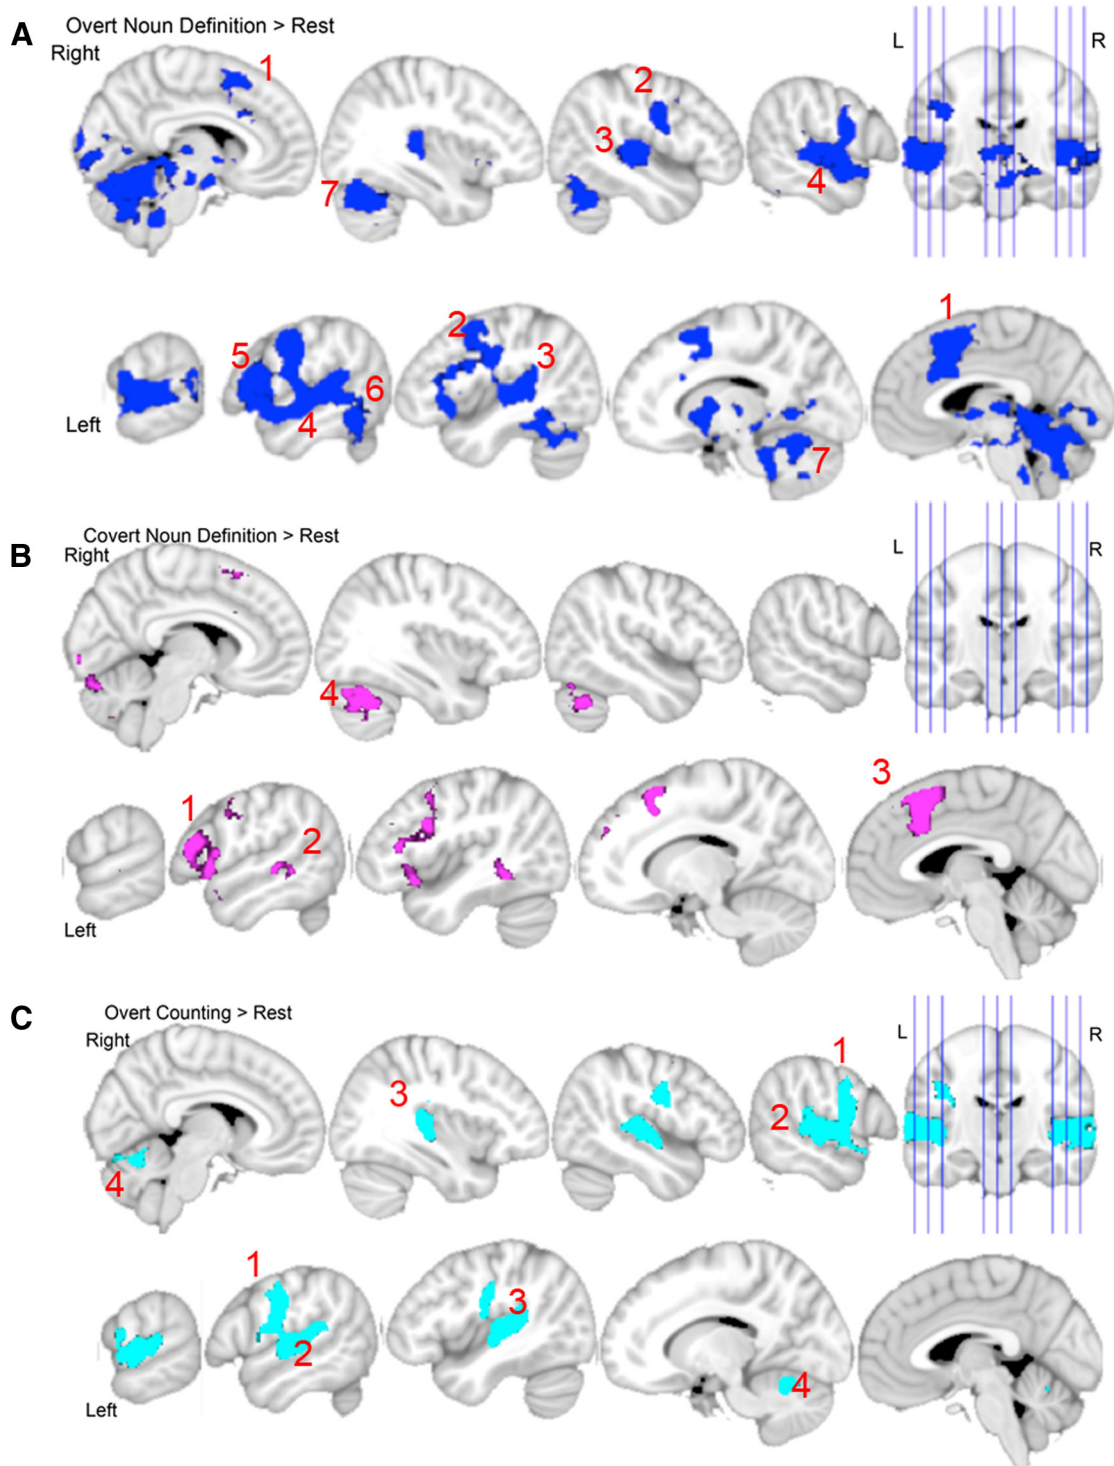 A
Overt Noun Definition > Rest
Right
1
2
3
4
7
L
R
1
5
2
3
6
4
7
Left
B
Covert Noun Definition > Rest
Right
L
R
4
3
1
2
Left
C
Overt Counting > Rest
Right
L
R
1
3
2
4
1
3
2
4
Left